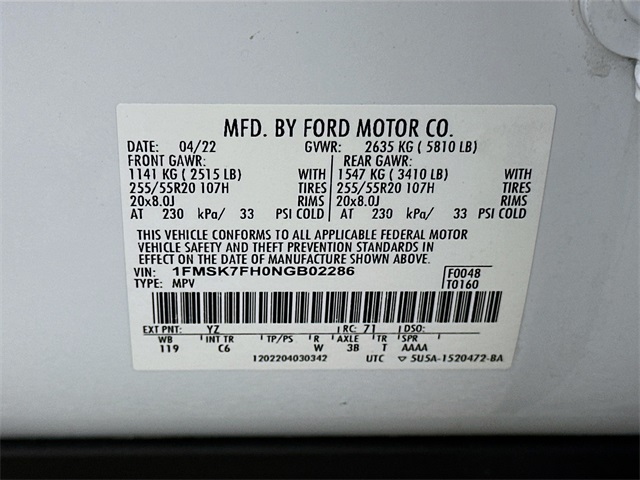 MFD. BY FORD MOTOR CO.
DATE: 04/22 GVWR: 2635 KG ( 5810 LB)
FRONT GAWR: REAR GAWR:
1141 KG ( 2515 LB) WITH 1547 KG ( 3410 LB) WITH
255/55R20 107H TIRES 255/55R20 107H TIRES
20x8.0J RIMS 20x8.0J RIMS
AT 230 kPa/ 33 PSI COLD AT 230 kPa/ 33 PSI COLD
THIS VEHICLE CONFORMS TO ALL APPLICABLE FEDERAL MOTOR
VEHICLE SAFETY AND THEFT PREVENTION STANDARDS IN
EFFECT ON THE DATE OF MANUFACTURE SHOWN ABOVE.
VIN: 1FMSK7FH0NGB02286 F0048
TYPE: MPV T0160
EXT PNT: YZ RC: 71 DSO:
WB INT TR TP/PS R AXLE TR SPR
119 C6 W 3B T AAAA
1202204030342 UTC ▽ 5U5A-1520472-BA